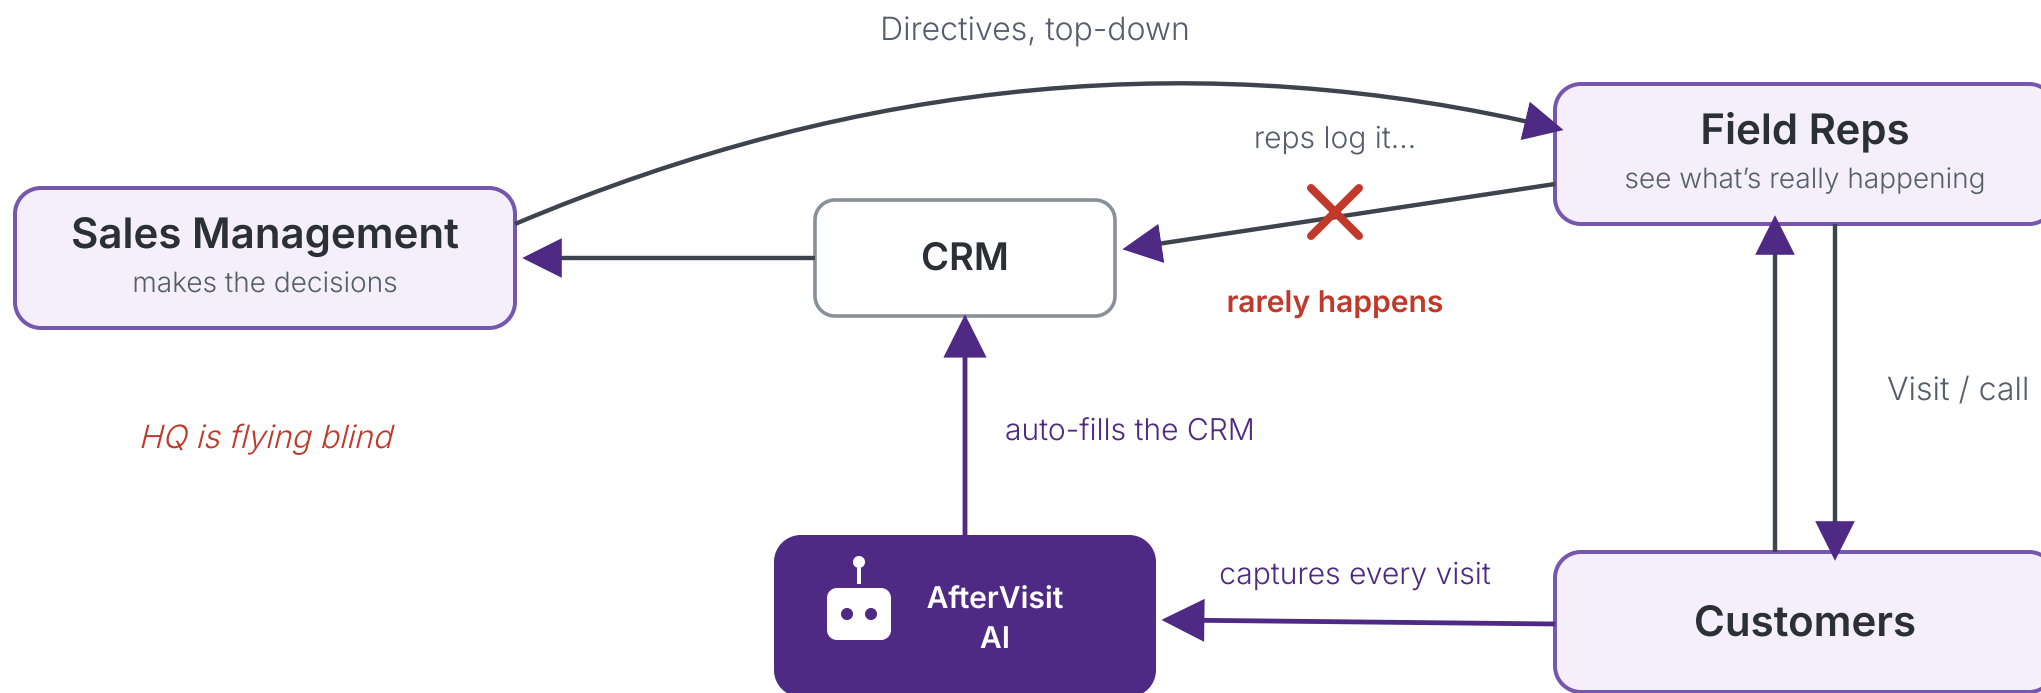 Directives, top-down
reps log it...
Field Reps
see what’s really happening
Sales Management
makes the decisions
CRM
rarely happens
Visit / call
HQ is flying blind
auto-fills the CRM
captures every visit
AfterVisit
AI
Customers